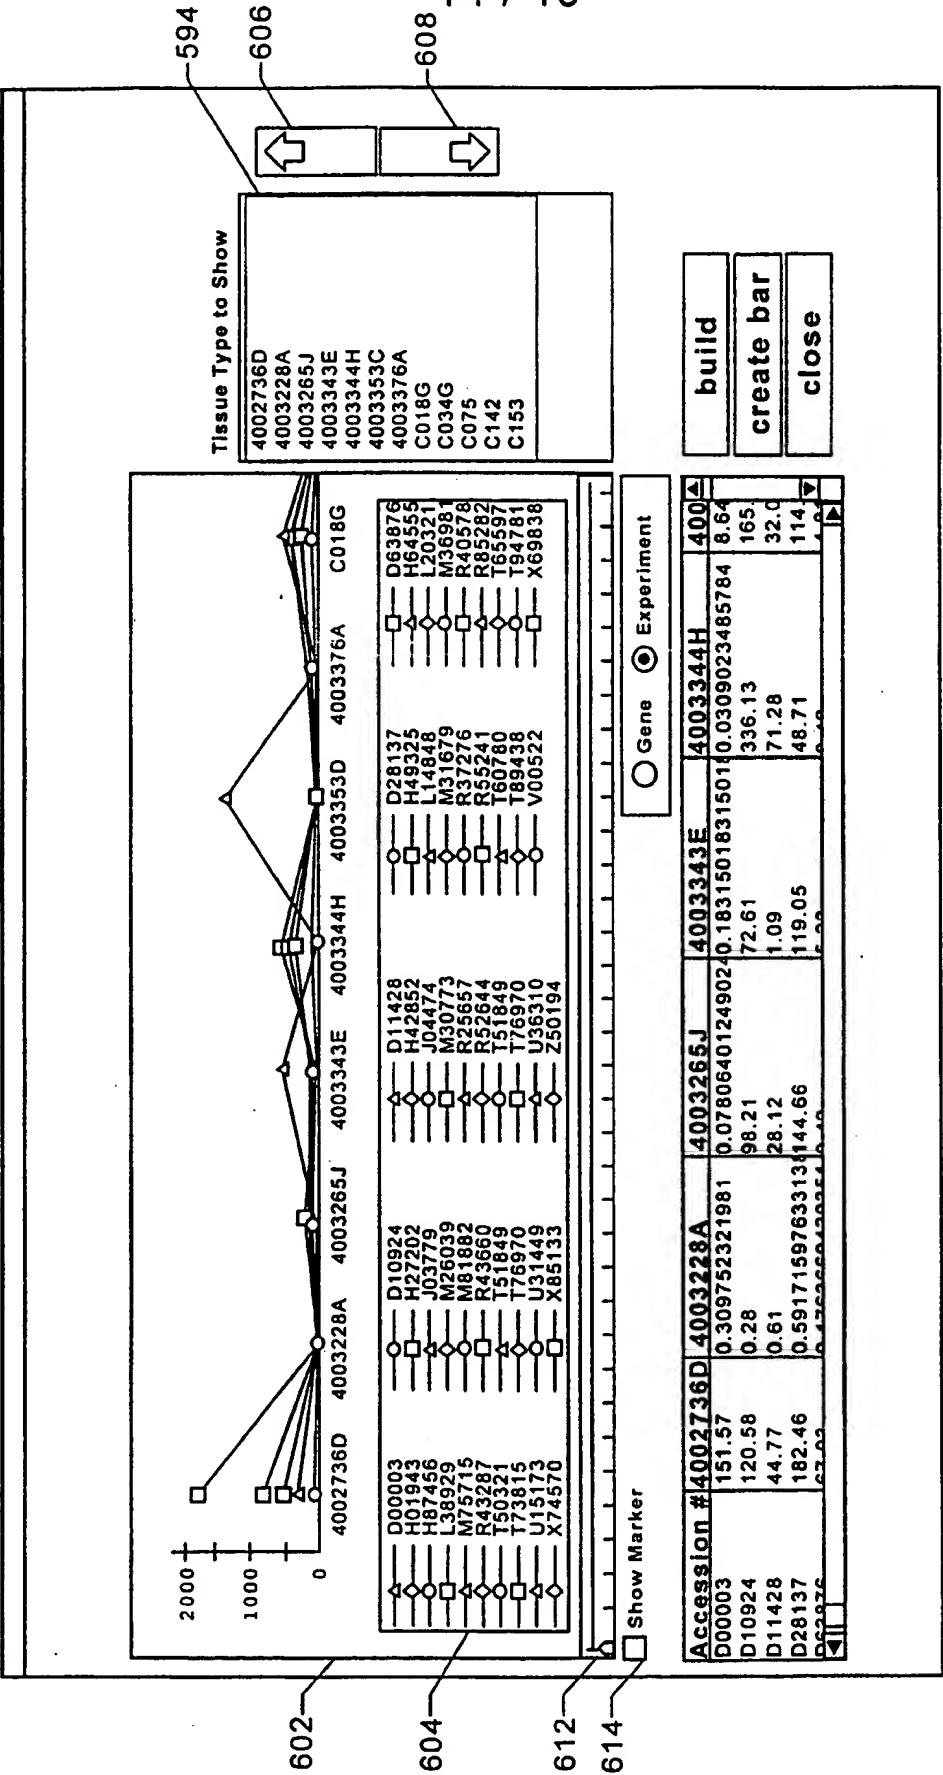 594
606
608
Tissue Type to Show
4002736D
4003228A
4003265J
4003343E
4003344H
4003353C
4003376A
C018G
C034G
C075
C142
C153
2000
1000
0
4002736D 4003228A 4003265J 4003343E 4003344H 4003353D 4003376A C018G
D00003 D10924 D11428 D28137 D63876
H01943 H27202 H42852 H49325 H64555
H87456 J03779 J04474 L14848 L20321
L38929 M26039 M30773 M31679 M36981
M75715 M81882 R25657 R37276 R40578
R43287 R43660 R52644 R55241 R85282
T50321 T51849 T51849 T60780 T65597
T73815 T76970 T76970 T89438 T94781
U15173 U31449 U36310 V00522 X69838
X74570 X85133 Z50194
602
604
612
614
Show Marker
Gene Experiment
build
create bar
close
Accession # 4002736D 4003228A 4003265J 4003343E 4003344H 400
D00003 151.57 0.309752321981 0.0780640124902 40.1831501831501 80.0309023485784 8.64
D10924 120.58 0.28 98.21 72.61 336.13 165.
D11428 44.77 0.61 28.12 1.09 71.28 32.0
D28137 182.46 0.591715976331 38144.66 119.05 48.71 114.